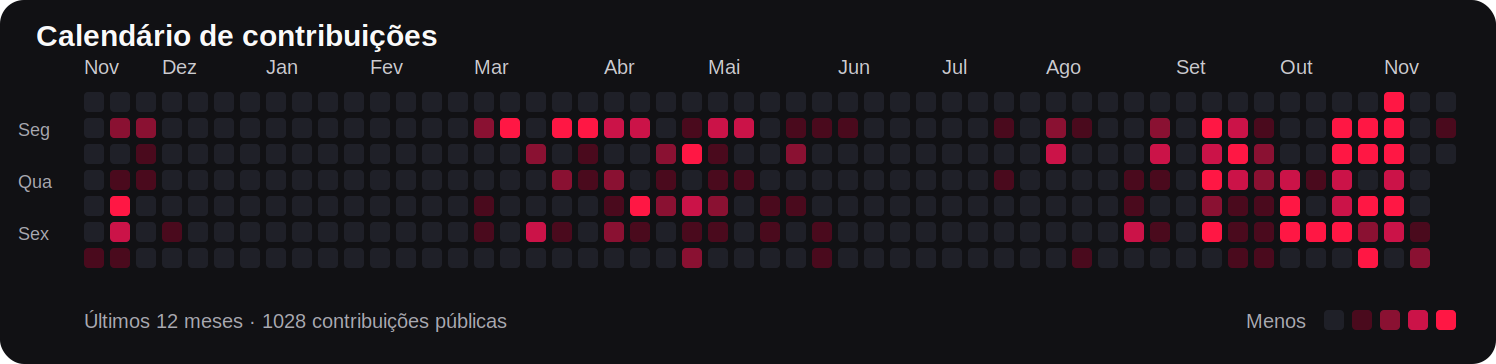 Calendário de contribuições
Nov Dez Jan Fev Mar Abr Mai Jun Jul Ago Set Out Nov
Seg
Qua
Sex
Últimos 12 meses · 1028 contribuições públicas
Menos